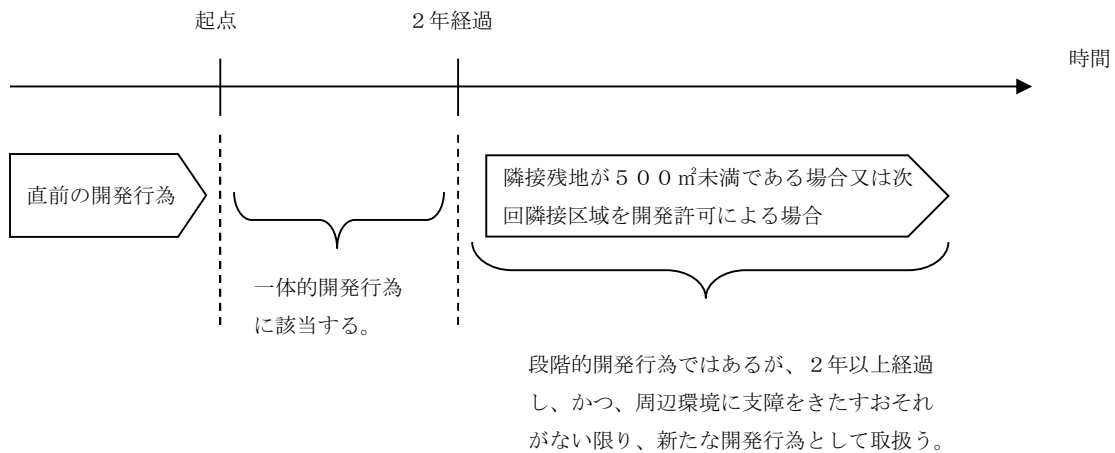 起点
２年経過
時間
直前の開発行為
隣接残地が５００㎡未満である場合又は次
回隣接区域を開発許可による場合
一体的開発行為
に該当する。
段階的開発行為ではあるが、２年以上経過
し、かつ、周辺環境に支障をきたすおそれ
がない限り、新たな開発行為として取扱う。